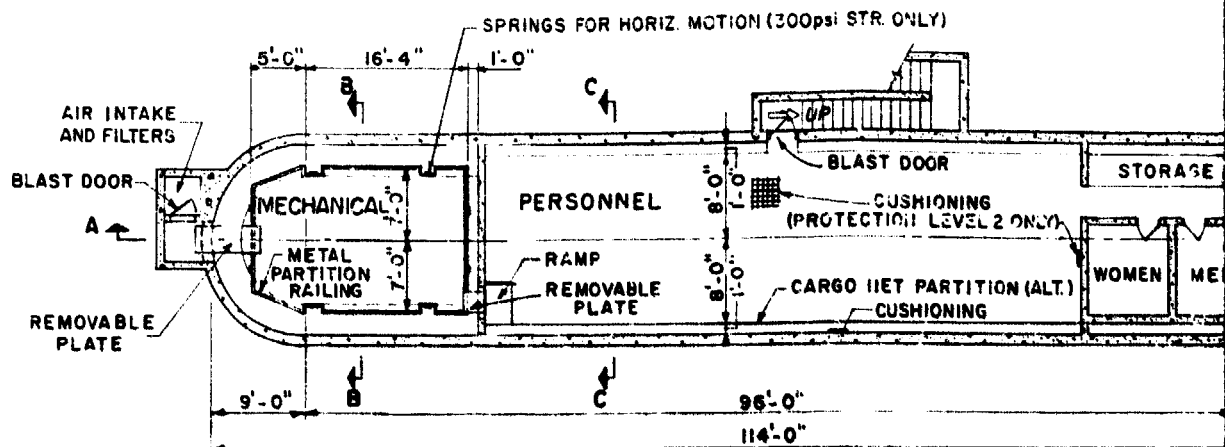 SPRINGS FOR HORIZ. MOTION (300psi STR. ONLY)
5'-0" 16'-4" 1'-0"
B C
AIR INTAKE
AND FILTERS
UP
BLAST DOOR
BLAST DOOR
STORAGE
MECHANICAL
7'-0"
PERSONNEL
8'-0"
1'-0"
CUSHIONING
(PROTECTION LEVEL 2 ONLY)
A
METAL
PARTITION
RAILING
7'-0"
RAMP
REMOVABLE
PLATE
8'-0"
1'-0"
WOMEN
CARGO NET PARTITION (ALT.)
CUSHIONING
REMOVABLE
PLATE
B C
9'-0" 96'-0"
114'-0"